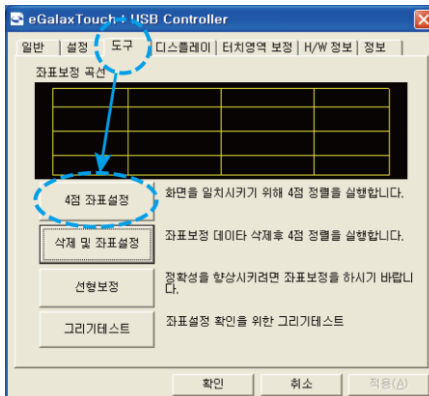 eGalaxTouch : USB Controller
일반 | 설정 | 도구 | 디스플레이 | 터치영역 보정 | H/W 정보 | 정보 |
좌표보정 곡선
4점 좌표설정 화면을 일치시키기 위해 4점 정렬을 실행합니다.
삭제 및 좌표설정 좌표보정 데이타 삭제후 4점 정렬을 실행합니다.
선형보정 정확성을 향상시키려면 좌표보정을 하시기 바랍니
다.
그리기테스트 좌표설정 확인을 위한 그리기테스트
확인 취소 적용(A)